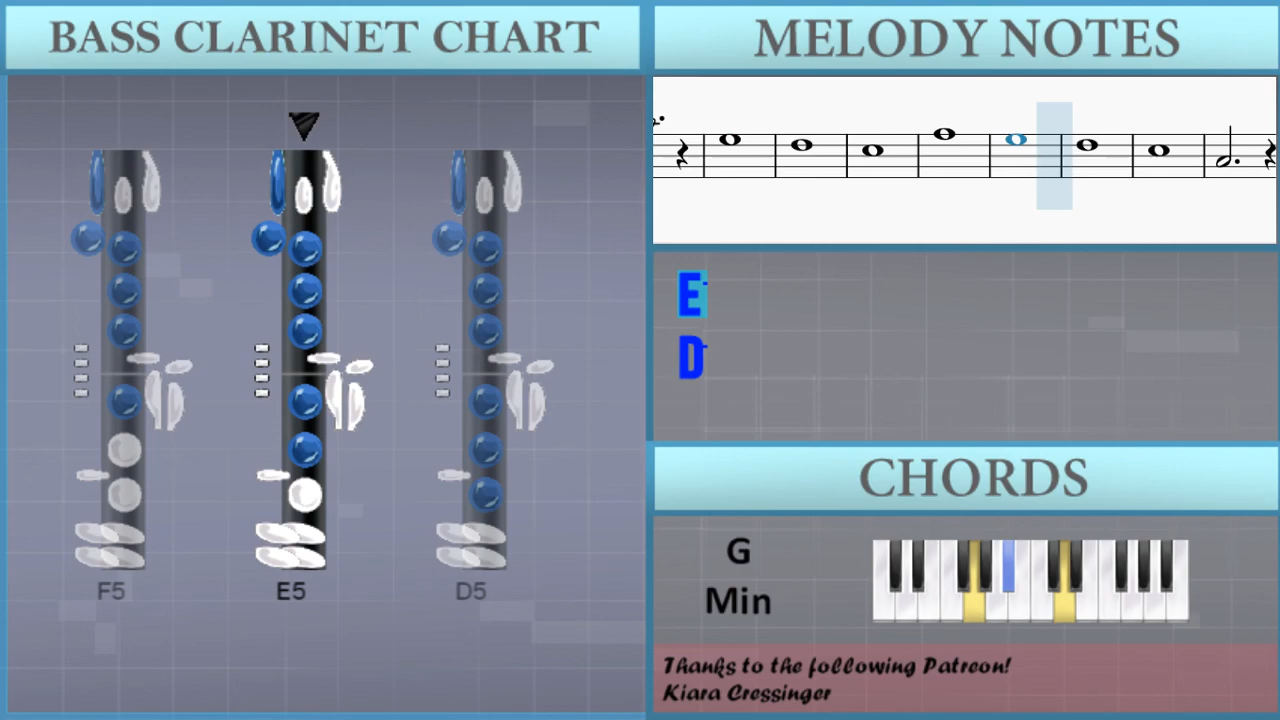 BASS CLARINET CHART
MELODY NOTES
E
D
F5
E5
D5
CHORDS
G
Min
Thanks to the following Patreon!
Kiara Cressinger